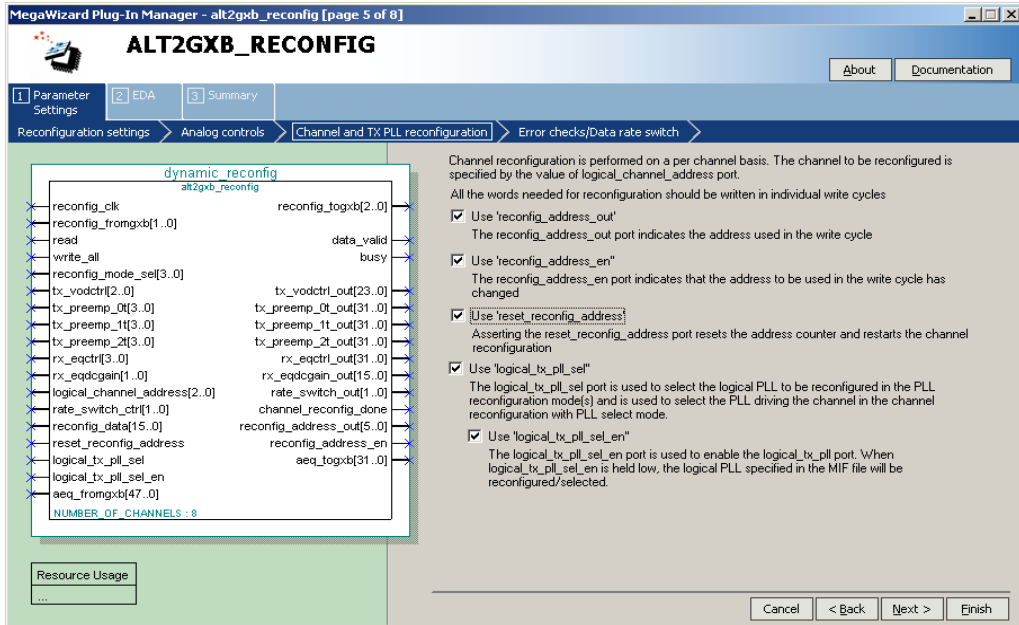 MegaWizard Plug-In Manager - alt2gxb_reconfig [page 5 of 8]
ALT2GXB_RECONFIG
About
Documentation
1 Parameter Settings
2 EDA
3 Summary
Reconfiguration settings
Analog controls
Channel and TX PLL reconfiguration
Error checks/Data rate switch
dynamic_reconfig
alt2gxb_reconfig
reconfig_clk
reconfig_togxb[2..0]
reconfig_fromgxb[1..0]
read
data_valid
write_all
busy
reconfig_mode_sel[3..0]
tx_vodctrl[2..0]
tx_vodctrl_out[23..0]
tx_preemp_0t[3..0]
tx_preemp_0t_out[31..0]
tx_preemp_1t[3..0]
tx_preemp_1t_out[31..0]
tx_preemp_2t[3..0]
tx_preemp_2t_out[31..0]
rx_eqctrl[3..0]
rx_eqctrl_out[31..0]
rx_eqdcgain[1..0]
rx_eqdcgain_out[15..0]
logical_channel_address[2..0]
rate_switch_out[1..0]
rate_switch_ctrl[1..0]
channel_reconfig_done
reconfig_data[15..0]
reconfig_address_out[5..0]
reset_reconfig_address
reconfig_address_en
logical_tx_pll_sel
aeq_togxb[31..0]
logical_tx_pll_sel_en
aeq_fromgxb[47..0]
NUMBER_OF_CHANNELS : 8
Resource Usage
...
Channel reconfiguration is performed on a per channel basis. The channel to be reconfigured is
specified by the value of logical_channel_address port.
All the words needed for reconfiguration should be written in individual write cycles
Use 'reconfig_address_out'
The reconfig_address_out port indicates the address used in the write cycle
Use 'reconfig_address_en"
The reconfig_address_en port indicates that the address to be used in the write cycle has
changed
Use 'reset_reconfig_address'
Asserting the reset_reconfig_address port resets the address counter and restarts the channel
reconfiguration
Use 'logical_tx_pll_sel"
The logical_tx_pll_sel port is used to select the logical PLL to be reconfigured in the PLL
reconfiguration mode(s) and is used to select the PLL driving the channel in the channel
reconfiguration with PLL select mode.
Use 'logical_tx_pll_sel_en"
The logical_tx_pll_sel_en port is used to enable the logical_tx_pll port. When
logical_tx_pll_sel_en is held low, the logical PLL specified in the MIF file will be
reconfigured/selected.
Cancel
< Back
Next >
Finish